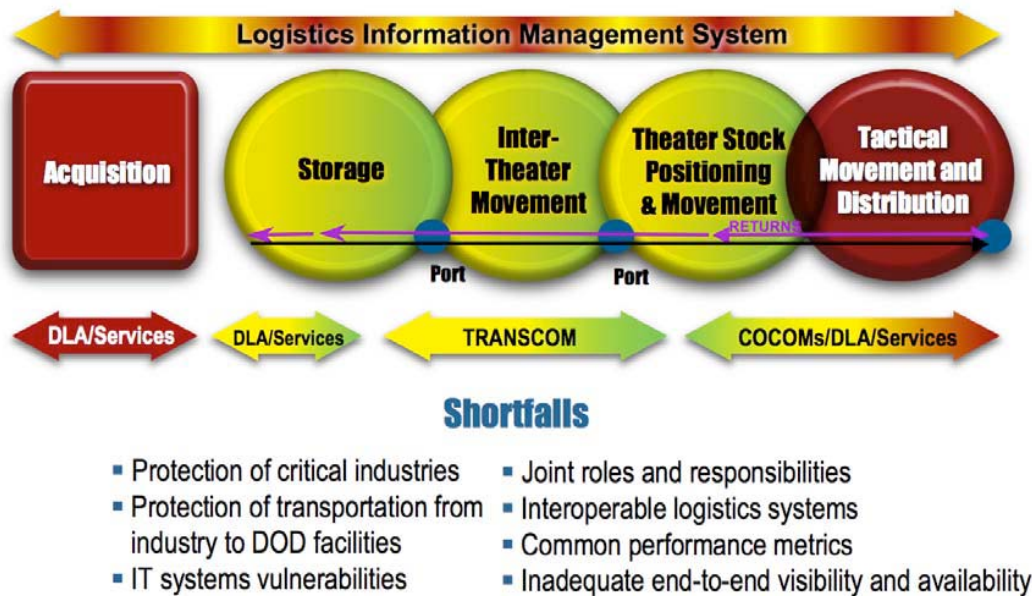 Logistics Information Management System
Acquisition
Storage
Inter-
Theater
Movement
Theater Stock
Positioning
& Movement
Tactical
Movement and
Distribution
RETURNS
Port
Port
DLA/Services
DLA/Services
TRANSCOM
COCOMs/DLA/Services
Shortfalls
▪ Protection of critical industries
▪ Protection of transportation from
industry to DOD facilities
▪ IT systems vulnerabilities
▪ Joint roles and responsibilities
▪ Interoperable logistics systems
▪ Common performance metrics
▪ Inadequate end-to-end visibility and availability